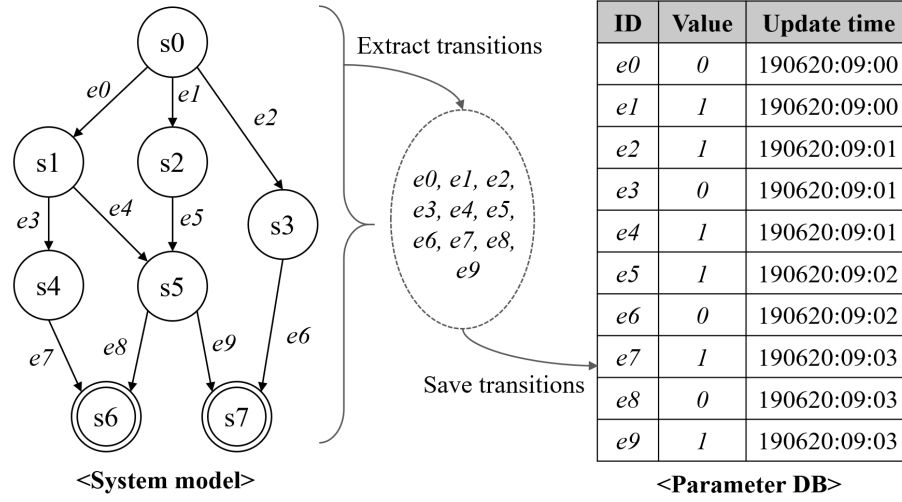 s0
e0
e1
e2
s1
s2
s3
e3
e4
e5
s4
s5
e7
e8
e9
e6
s6
s7
<System model>
Extract transitions
e0, e1, e2,
e3, e4, e5,
e6, e7, e8,
e9
Save transitions
ID Value Update time
e0 0 190620:09:00
e1 1 190620:09:00
e2 1 190620:09:01
e3 0 190620:09:01
e4 1 190620:09:01
e5 1 190620:09:02
e6 0 190620:09:02
e7 1 190620:09:03
e8 0 190620:09:03
e9 1 190620:09:03
<Parameter DB>